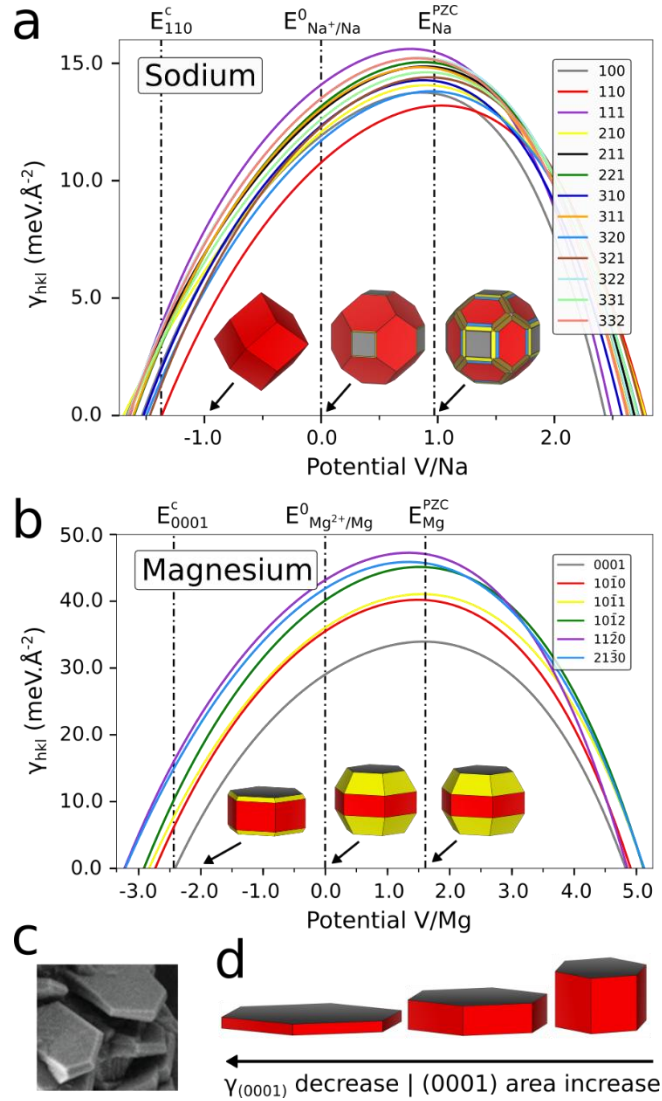 a
E^c_110 E^0_Na+/Na E^PZC_Na
Sodium
γ_hkl (meV.Å^-2)
15.0
10.0
5.0
0.0
100
110
111
210
211
221
310
311
320
321
322
331
332
-1.0 0.0 1.0 2.0
Potential V/Na
b
E^c_0001 E^0_Mg2+/Mg E^PZC_Mg
Magnesium
γ_hkl (meV.Å^-2)
50.0
40.0
30.0
20.0
10.0
0.0
0001
101̄0
101̄1
101̄2
112̄0
213̄0
-3.0 -2.0 -1.0 0.0 1.0 2.0 3.0 4.0 5.0
Potential V/Mg
c
d
γ_(0001) decrease | (0001) area increase